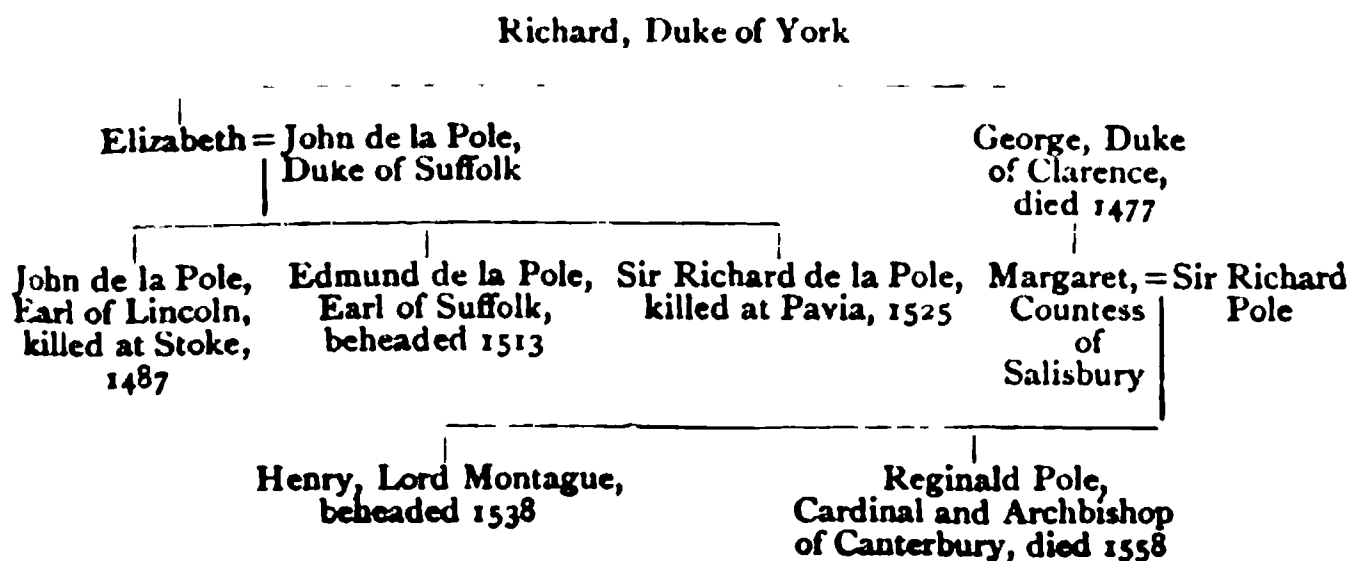 Richard, Duke of York
Elizabeth = John de la Pole,
Duke of Suffolk
George, Duke
of Clarence,
died 1477
John de la Pole,
Earl of Lincoln,
killed at Stoke,
1487
Edmund de la Pole,
Earl of Suffolk,
beheaded 1513
Sir Richard de la Pole,
killed at Pavia, 1525
Margaret, = Sir Richard
Countess Pole
of
Salisbury
Henry, Lord Montague,
beheaded 1538
Reginald Pole,
Cardinal and Archbishop
of Canterbury, died 1558